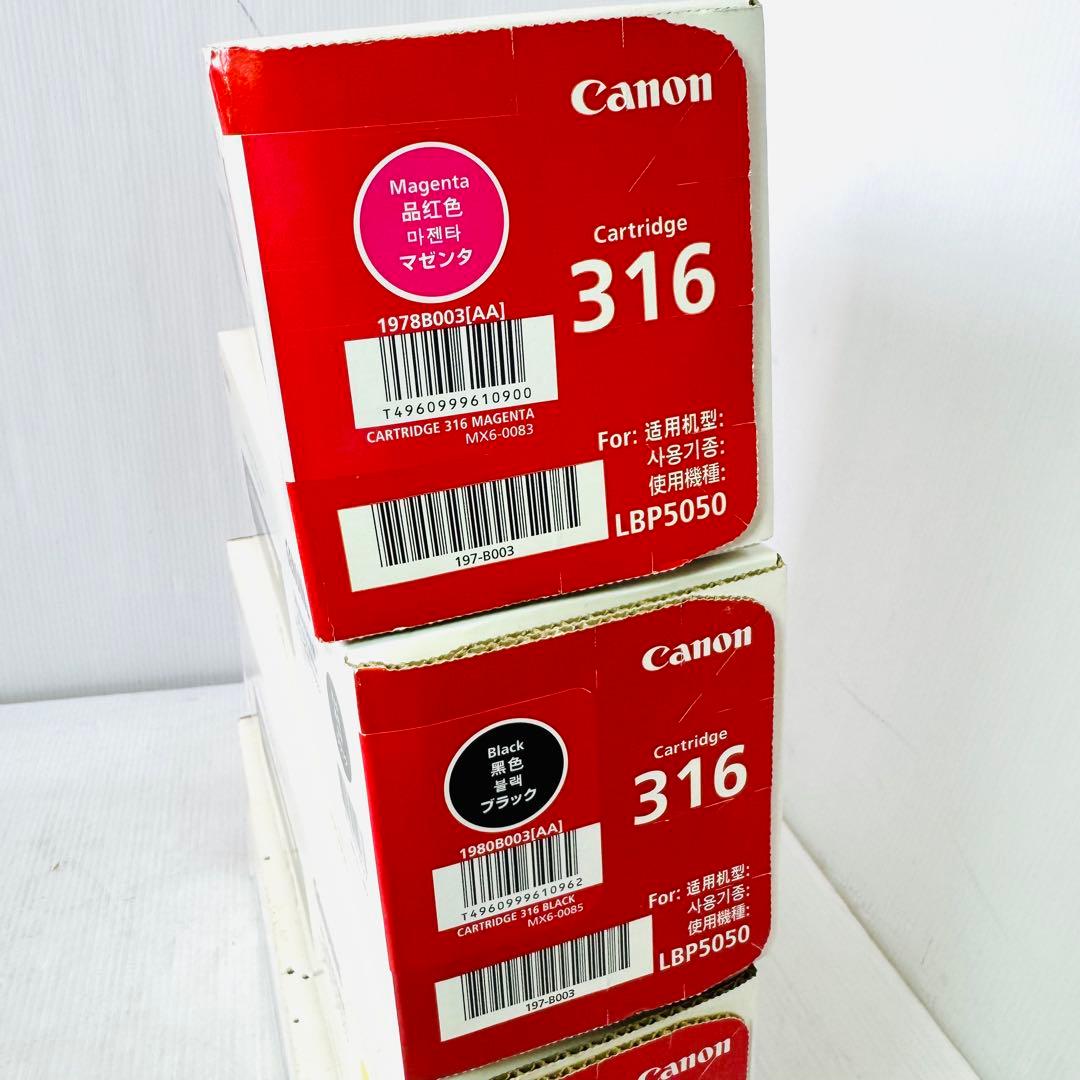 Canon
Magenta
品红色
마젠타
マゼンタ
Cartridge
316
1978B003[AA]
T4960999610900
CARTRIDGE 316 MAGENTA
MX6-0083
For: 适用机型:
사용기종:
使用機種:
LBP5050
197-B003
Canon
Black
黑色
블랙
ブラック
Cartridge
316
1980B003[AA]
T4960999610962
CARTRIDGE 316 BLACK
MX6-0085
For: 适用机型:
사용기종:
使用機種:
LBP5050
197-B003
Canon